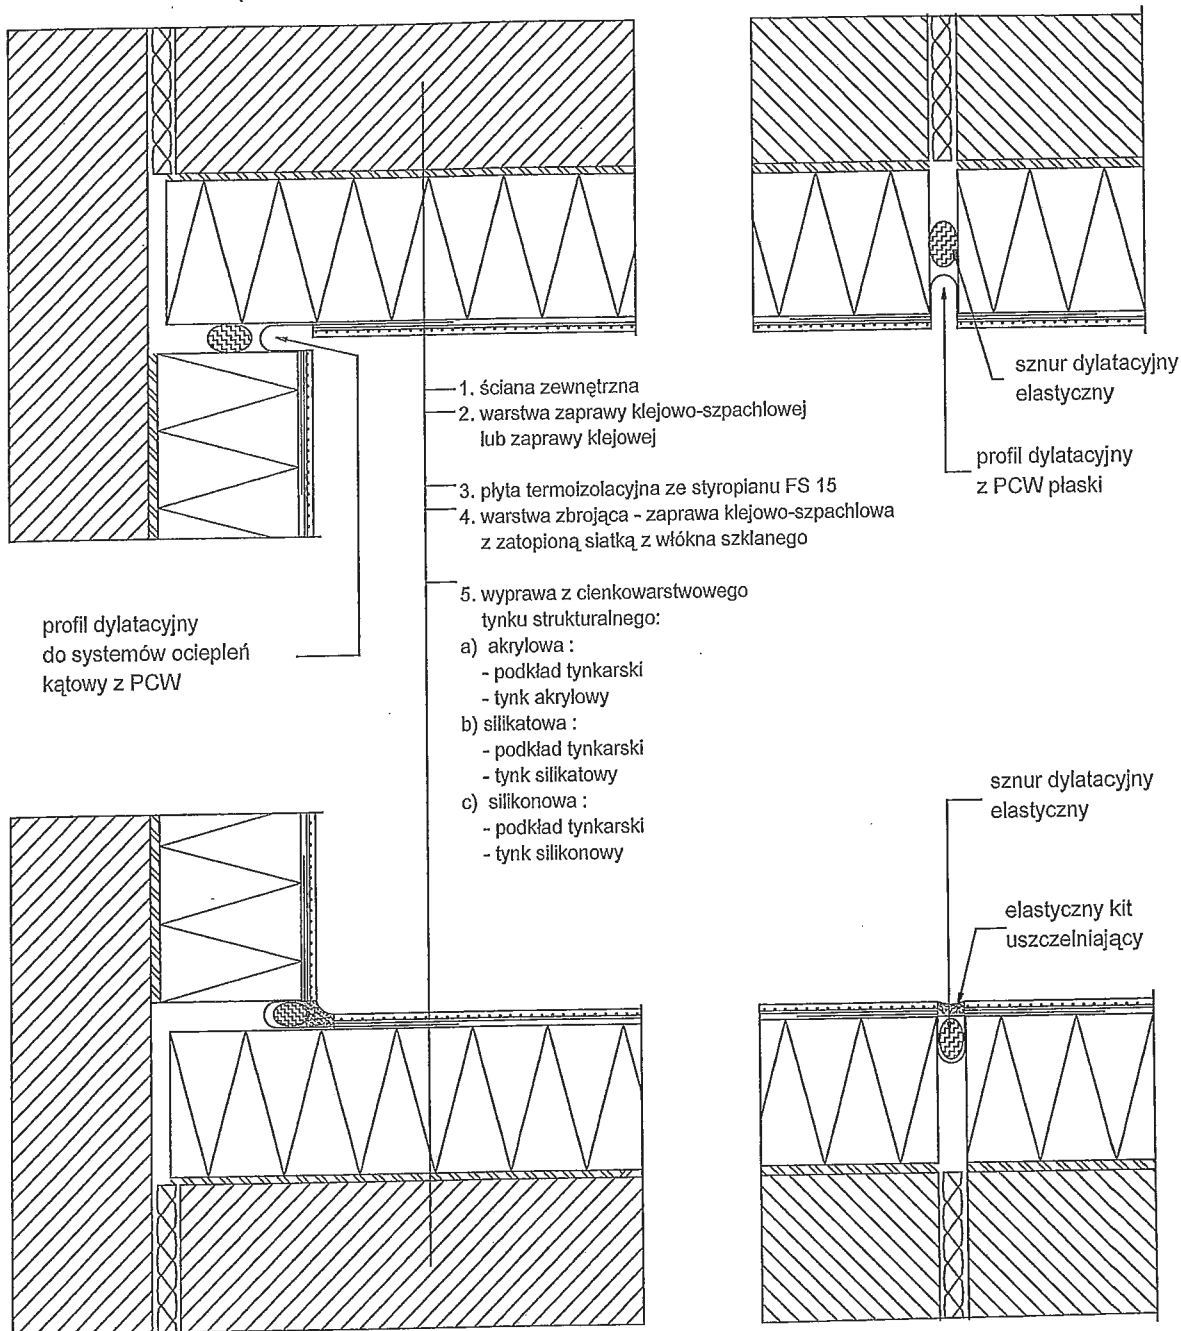 1. ściana zewnętrzna
2. warstwa zaprawy klejowo-szpachlowej
lub zaprawy klejowej
3. płyta termoizolacyjna ze styropianu FS 15
4. warstwa zbrojąca - zaprawa klejowo-szpachlowa
z zatopioną siatką z włókna szklanego
5. wyprawa z cienkowarstwowego
tynku strukturalnego:
a) akrylowa :
- podkład tynkarski
- tynk akrylowy
b) silikatowa :
- podkład tynkarski
- tynk silikatowy
c) silikonowa :
- podkład tynkarski
- tynk silikonowy
profil dylatacyjny
do systemów ociepleń
kątowy z PCW
sznur dylatacyjny
elastyczny
profil dylatacyjny
z PCW płaski
sznur dylatacyjny
elastyczny
elastyczny kit
uszczelniający